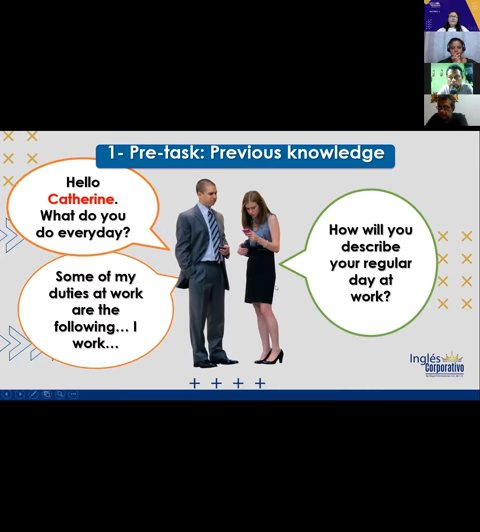 1- Pre-task: Previous knowledge
Hello
Catherine.
What do you
do everyday?
Some of my
duties at work
are the
following... I
work...
How will you
describe
your regular
day at
work?
Inglés
Corporativo